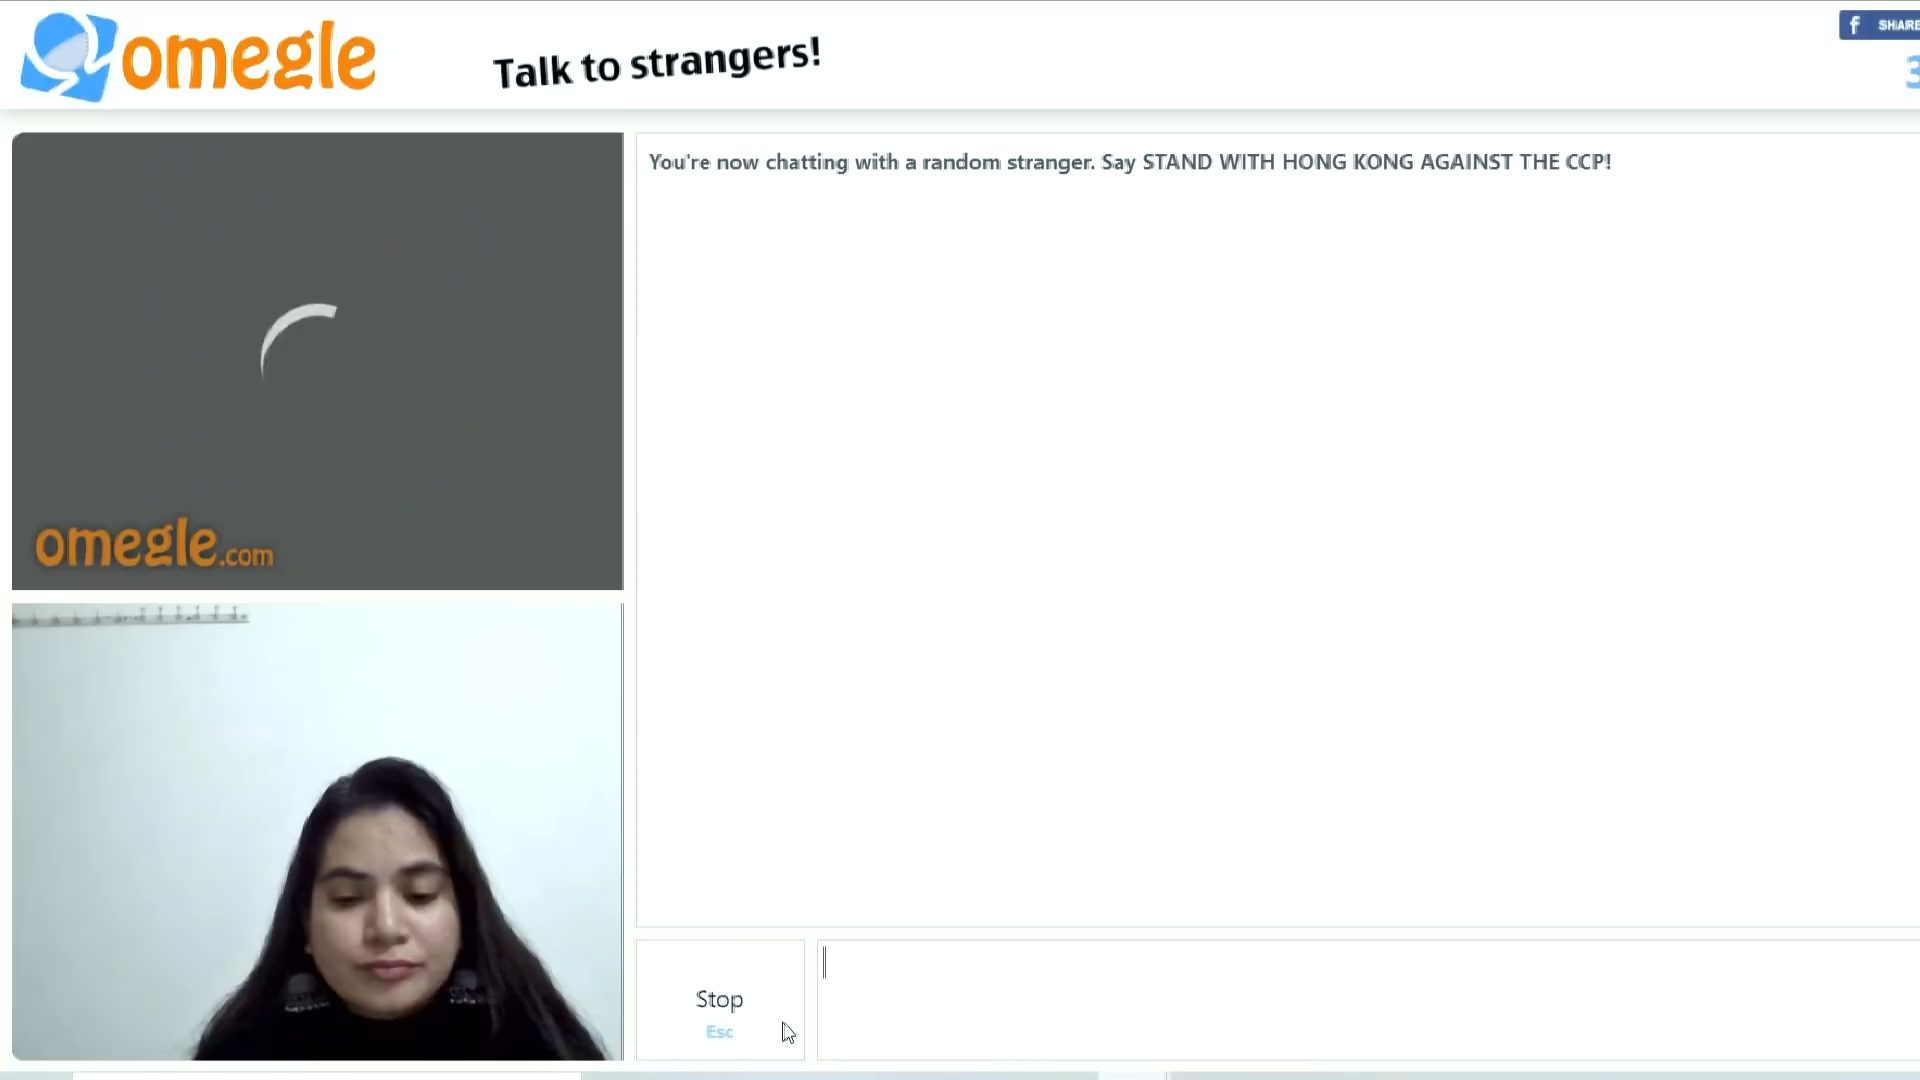 omegle
Talk to strangers!
f SHARE
3
You're now chatting with a random stranger. Say STAND WITH HONG KONG AGAINST THE CCP!
omegle.com
Stop
Esc